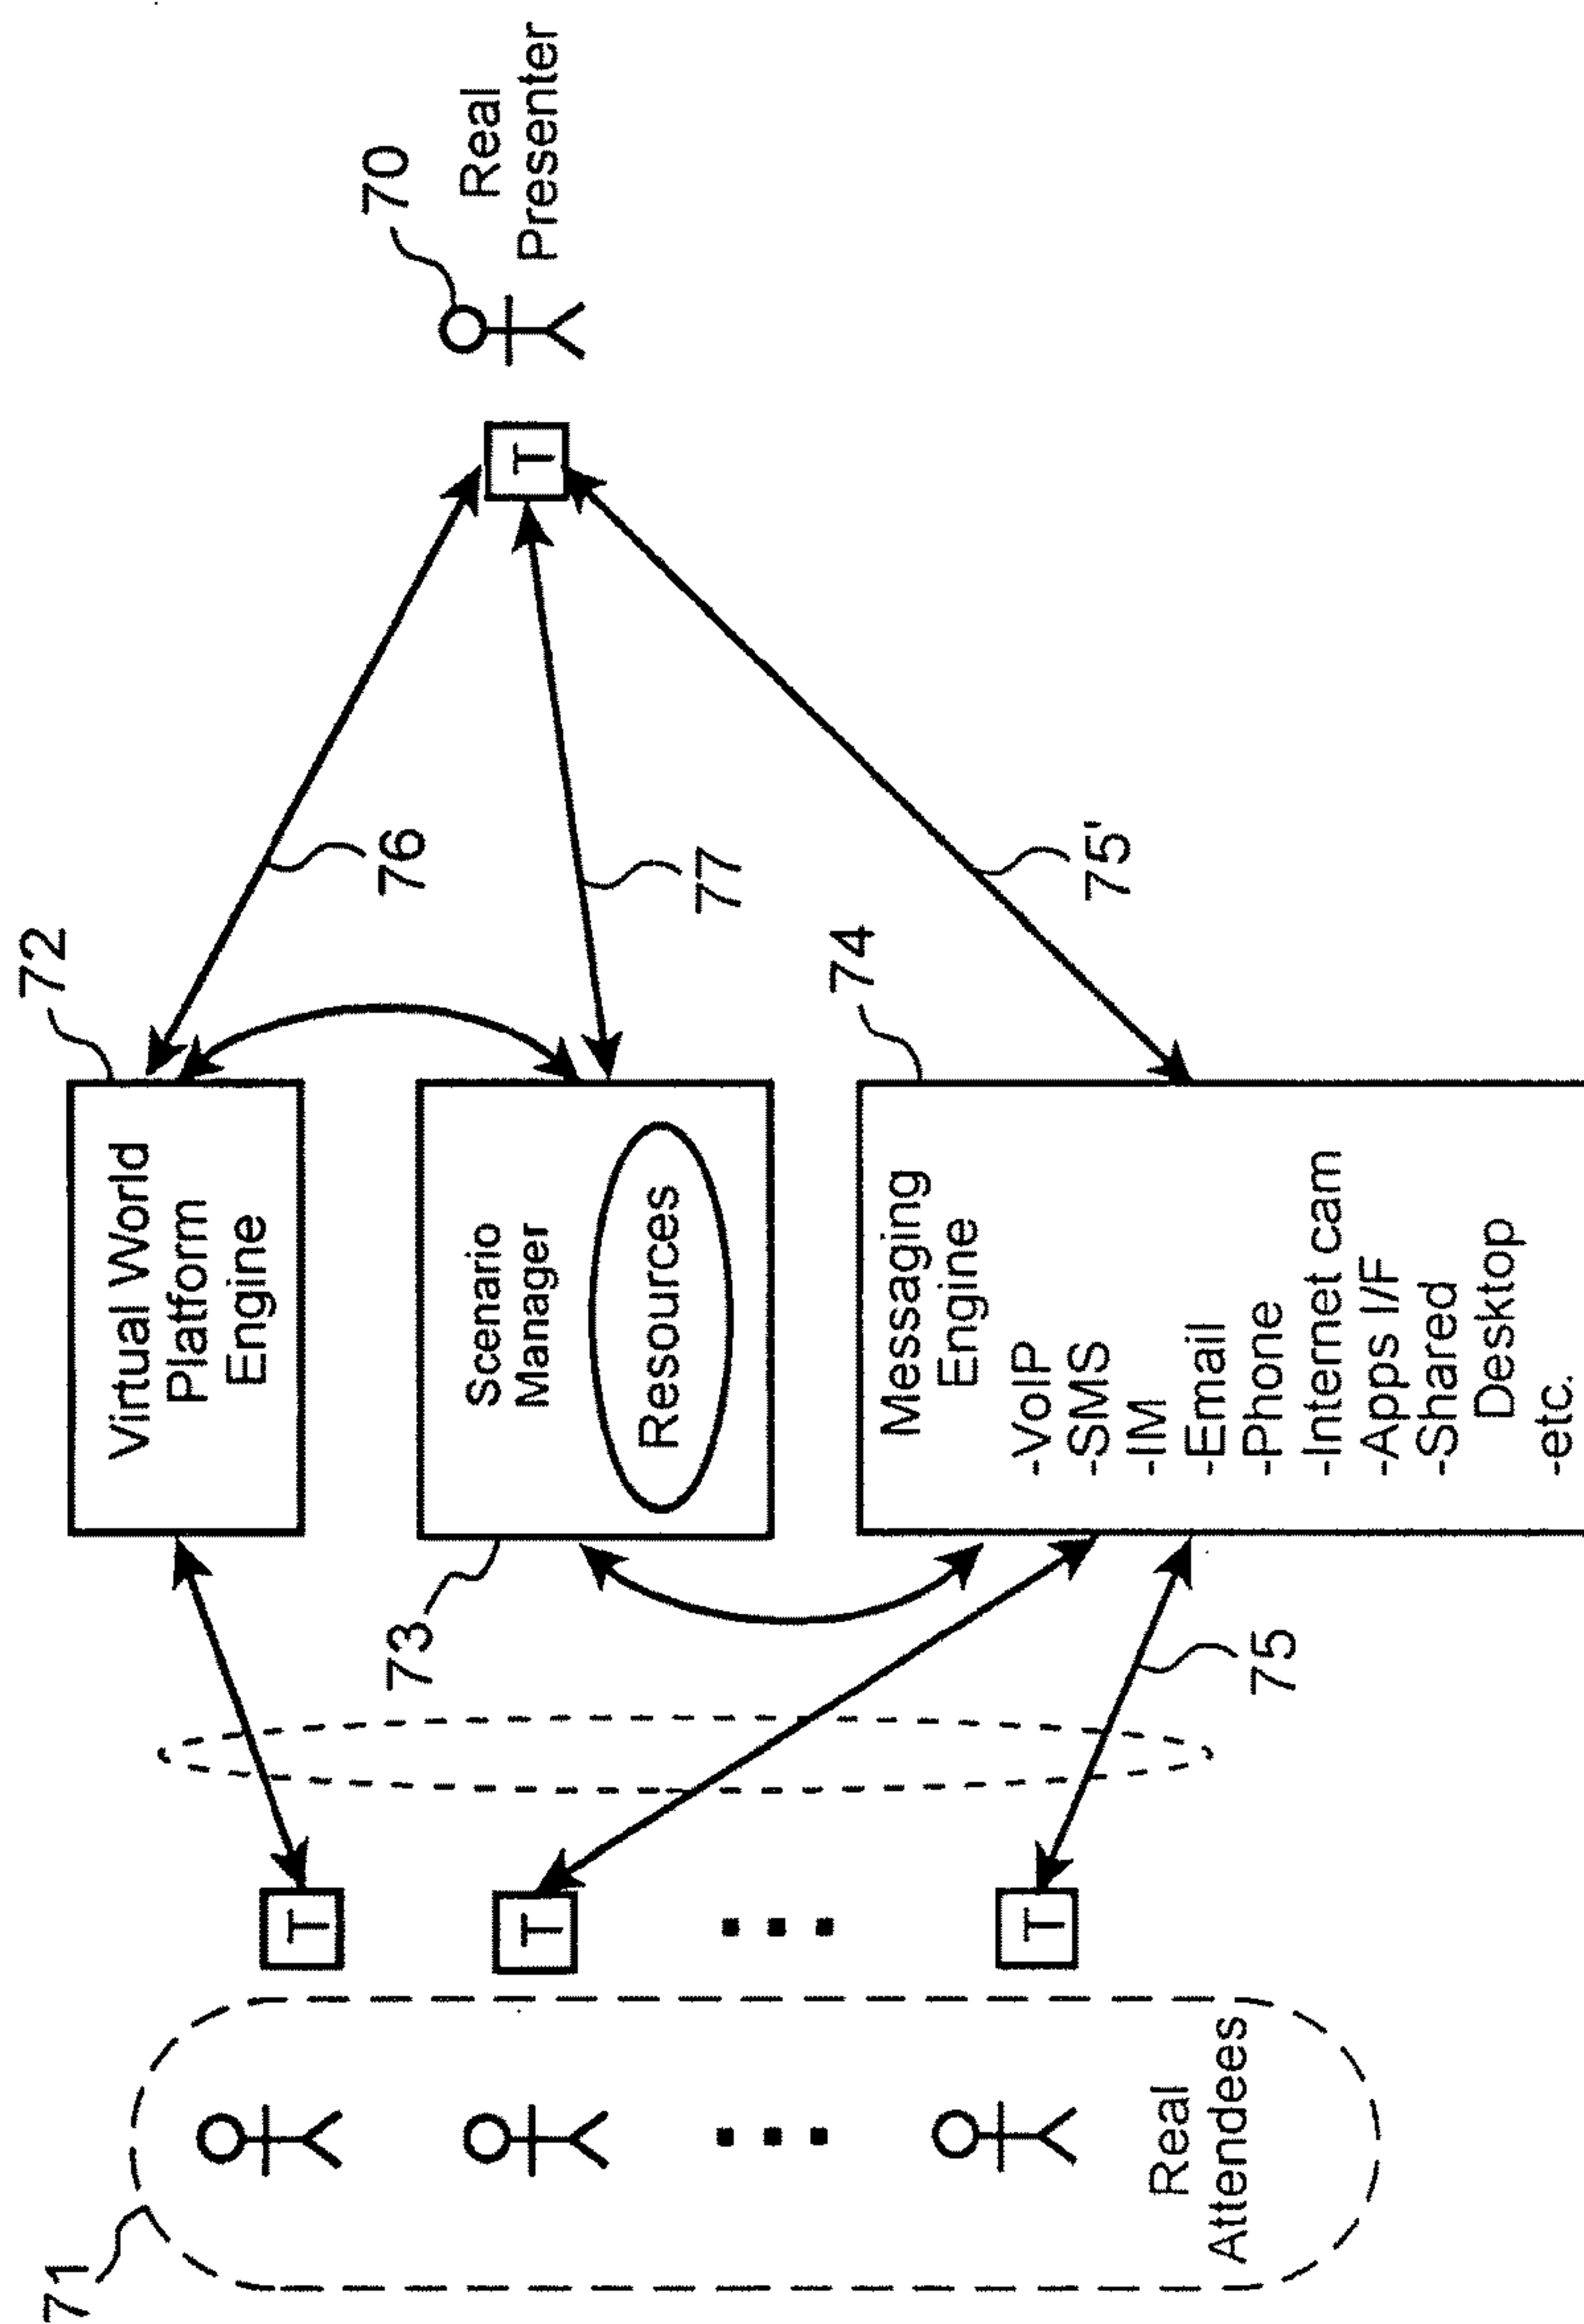 71
Real
Attendees
T
T
T
75
73
72
Virtual World
Platform
Engine
Scenario
Manager
Resources
74
Messaging
Engine
-VoIP
-SMS
-IM
-Email
-Phone
-Internet cam
-Apps I/F
-Shared
Desktop
-etc.
76
77
75'
T
70
Real
Presenter